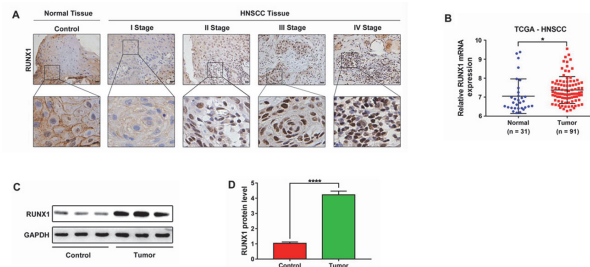 A
Normal Tissue
HNSCC Tissue
Control
I Stage
II Stage
III Stage
IV Stage
RUNX1
B
TCGA - HNSCC
*
Relative RUNX1 mRNA
expression
10
9
8
7
6
Normal
(n = 31)
Tumor
(n = 91)
C
RUNX1
GAPDH
Control
Tumor
D
****
RUNX1 protein level
5
4
3
2
1
0
Control
Tumor